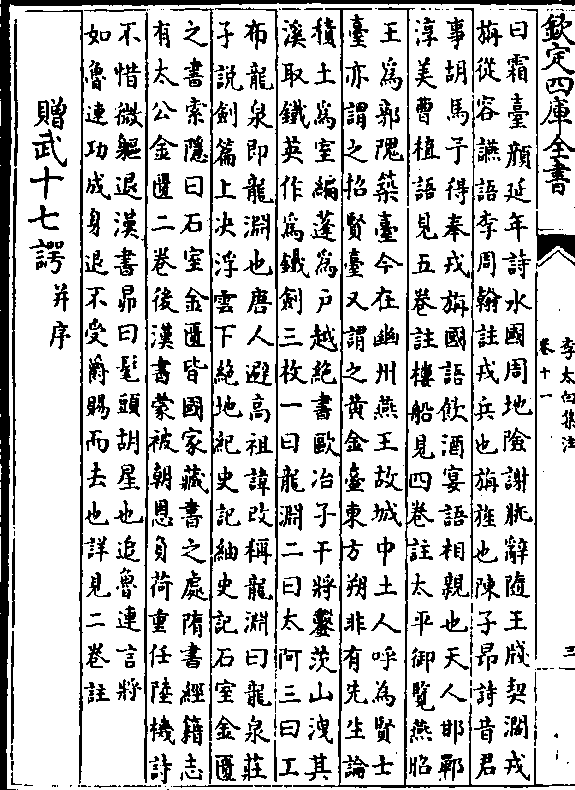 欽定四庫全書
李太白集注
卷十一
三
曰霜臺顔延年詩水國周地險謝朓辭隨王牋契濶戎
旃從容讌語李周翰註戎兵也旃旌也陳子昂詩昔君
事胡馬予得奉戎旃國語飲酒宴語相親也天人邯鄲
淳美曹植語見五卷註樓船見四卷註太平御覽燕昭
王為郭隗築臺今在幽州燕王故城中土人呼為賢士
臺亦謂之招賢臺又謂之黄金臺東方朔非有先生論
積土為室編蓬為戸越絶書歐冶子干將鑿茨山洩其
溪取鐵英作為鐵劍三枚一曰龍淵二曰太阿三曰工
布龍泉即龍淵也唐人避高祖諱改稱龍淵曰龍泉莊
子説劍篇上决浮雲下絶地紀史記紬史記石室金匱
之書索隱曰石室金匱皆國家藏書之處隋書經籍志
有太公金匱二卷後漢書蒙被朝恩負荷重任陸機詩
不惜微軀退漢書昴曰髦頭胡星也追魯連言將
如魯連功成身退不受爵賜而去也詳見二卷註
贈武十七諤并序